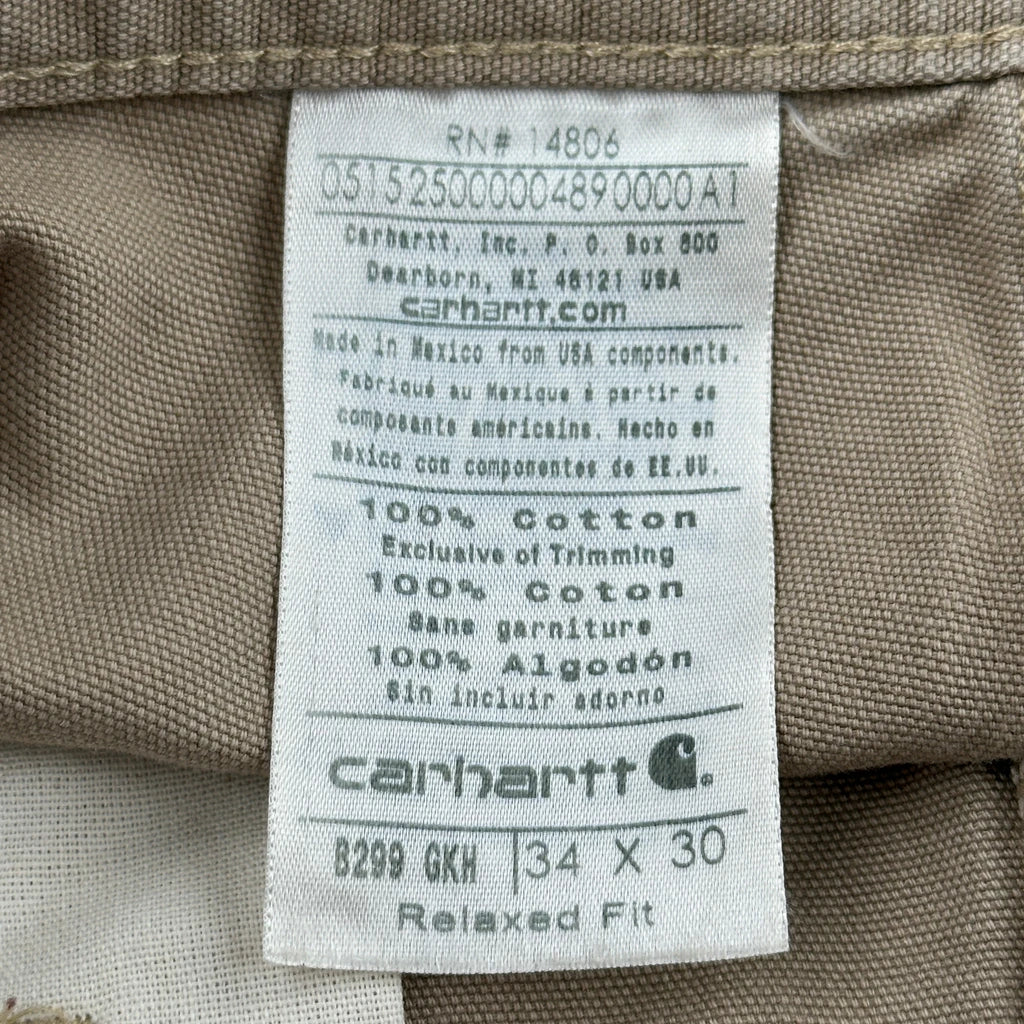 RN# 14806
051525000004890000A1
Carhartt, Inc. P. O. Box 600
Dearborn, MI 48121 USA
carhartt.com
Made in Mexico from USA components.
Fabriqué au Mexique à partir de
composants américains. Hecho en
México con componentes de EE.UU.
100% Cotton
Exclusive of Trimming
100% Coton
Sans garniture
100% Algodón
Sin incluir adorno
carhartt
B299 GKH 34 X 30
Relaxed Fit